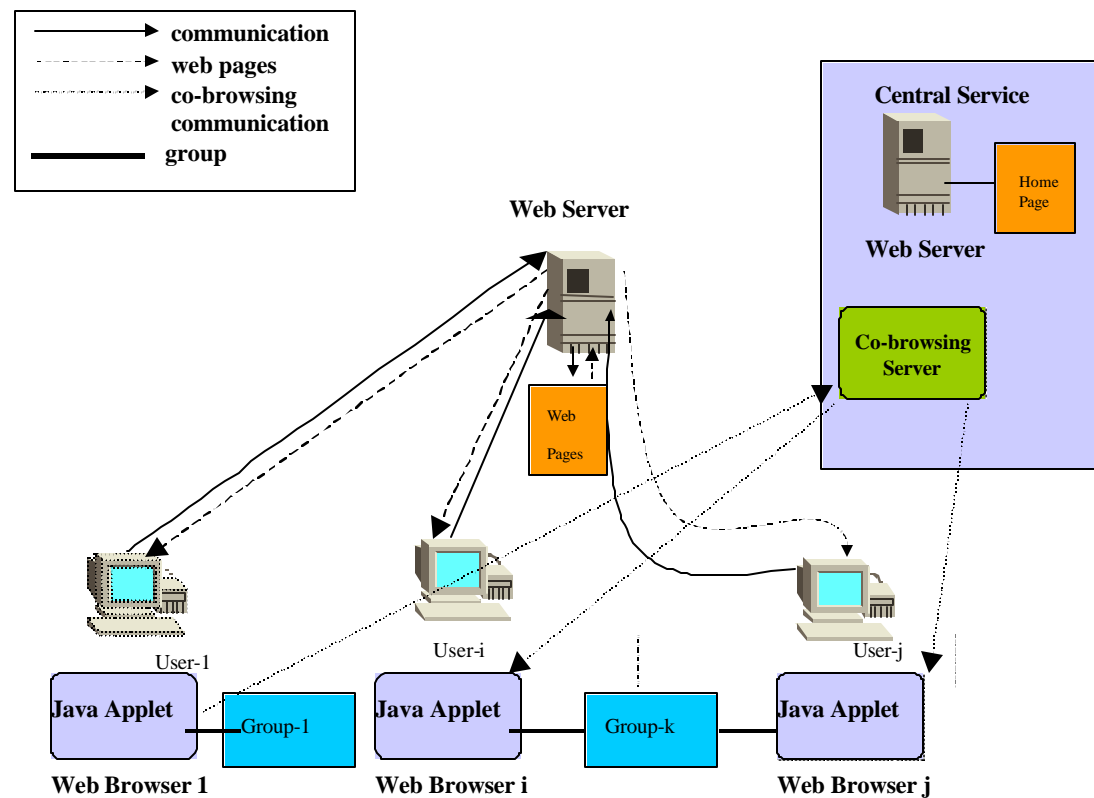 communication
web pages
co-browsing
communication
group
Central Service
Home
Page
Web Server
Web Server
Co-browsing
Server
Web
Pages
User-1
User-i
User-j
Java Applet
Group-1
Java Applet
Group-k
Java Applet
Web Browser 1
Web Browser i
Web Browser j